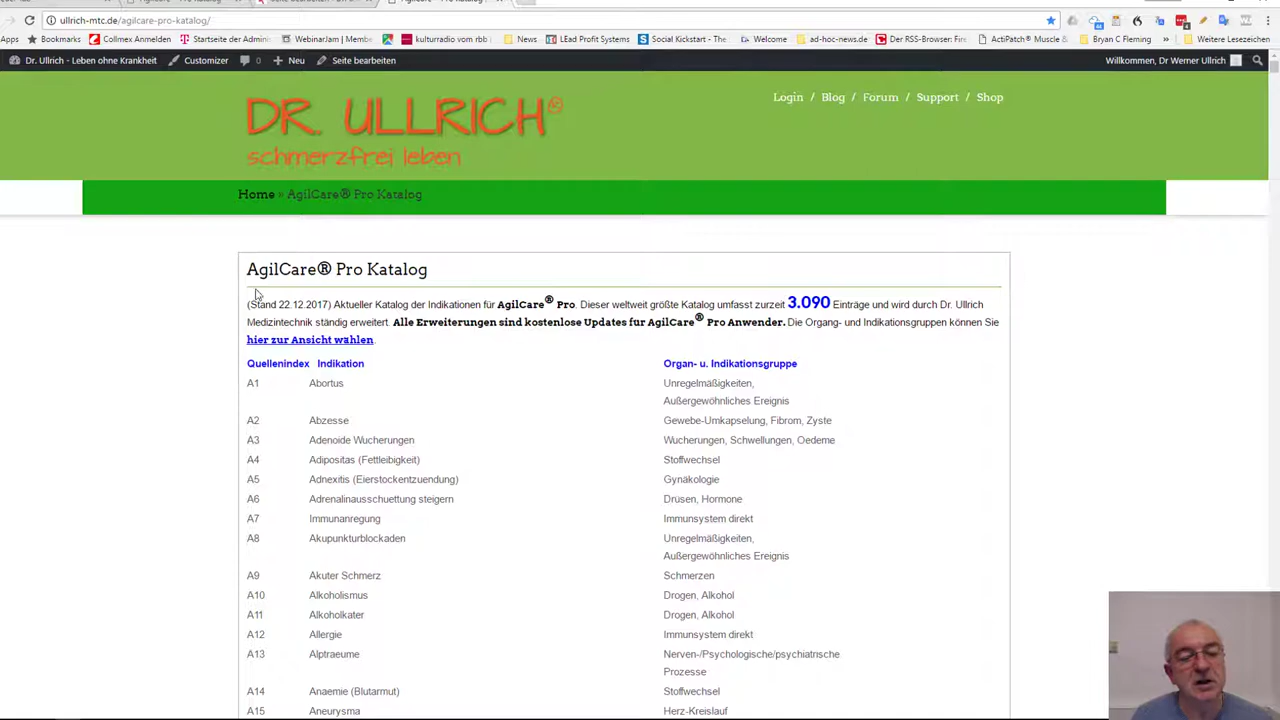 ullrich-mtc.de/agilcare-pro-katalog/
Apps Bookmarks Collmex Anmelden Startseite der Admin WebinarJam | Membe kulturradio vom rb News LEad Profit Systems Social Kickstart - The Welcome ad-hoc-news.de Der RSS-Browser: Fire ActiPatch® Muscle & Bryan C Fleming Weitere Lesezeichen
Dr. Ullrich - Leben ohne Krankheit Customizer 0 Neu Seite bearbeiten Willkommen, Dr Werner Ullrich
Login / Blog / Forum / Support / Shop
DR. ULLRICH®
schmerzfrei leben
Home » AgilCare® Pro Katalog
AgilCare® Pro Katalog
(Stand 22.12.2017) Aktueller Katalog der Indikationen für AgilCare® Pro. Dieser weltweit größte Katalog umfasst zurzeit 3.090 Einträge und wird durch Dr. Ullrich
Medizintechnik ständig erweitert. Alle Erweiterungen sind kostenlose Updates für AgilCare® Pro Anwender. Die Organ- und Indikationsgruppen können Sie
hier zur Ansicht wählen.
Quellenindex Indikation Organ- u. Indikationsgruppe
A1 Abortus Unregelmäßigkeiten,
Außergewöhnliches Ereignis
A2 Abzesse Gewebe-Umkapselung, Fibrom, Zyste
A3 Adenoide Wucherungen Wucherungen, Schwellungen, Oedeme
A4 Adipositas (Fettleibigkeit) Stoffwechsel
A5 Adnexitis (Eierstockentzuendung) Gynäkologie
A6 Adrenalinausschuettung steigern Drüsen, Hormone
A7 Immunanregung Immunsystem direkt
A8 Akupunkturblockaden Unregelmäßigkeiten,
Außergewöhnliches Ereignis
A9 Akuter Schmerz Schmerzen
A10 Alkoholismus Drogen, Alkohol
A11 Alkoholkater Drogen, Alkohol
A12 Allergie Immunsystem direkt
A13 Alptraeume Nerven-/Psychologische/psychiatrische
Prozesse
A14 Anaemie (Blutarmut) Stoffwechsel
A15 Aneurysma Herz-Kreislauf